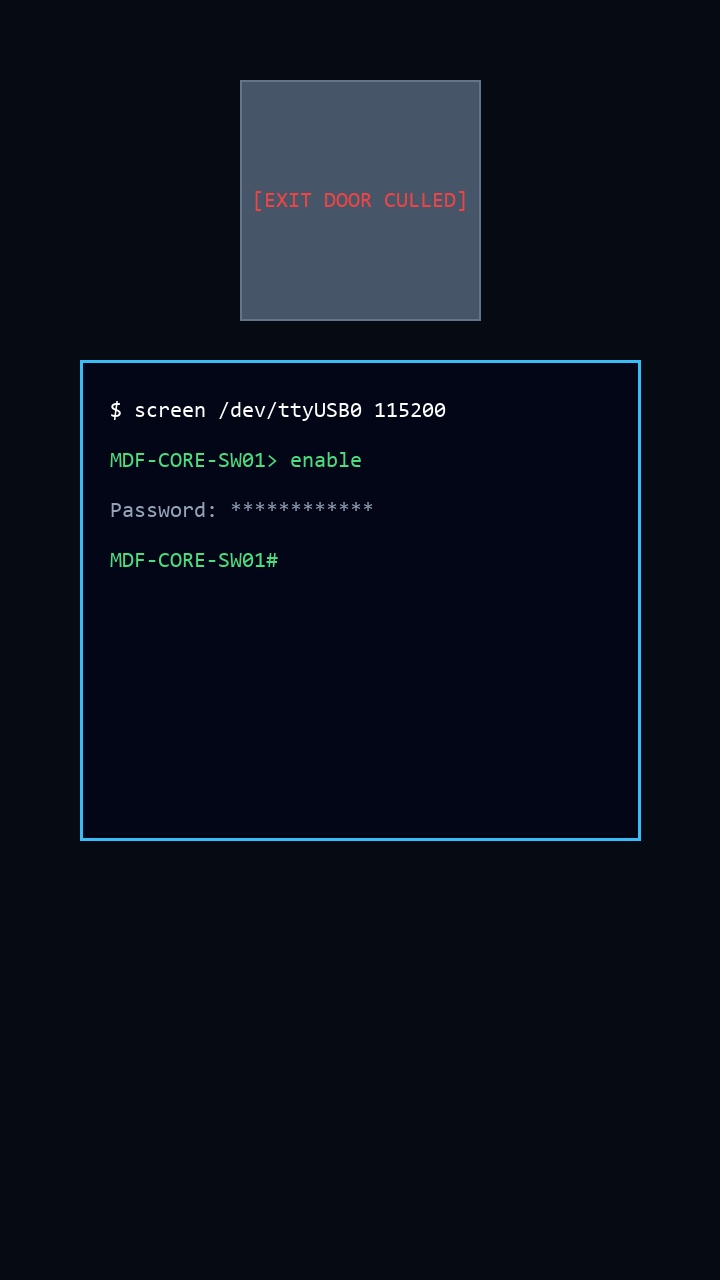 [EXIT DOOR CULLED]
$ screen /dev/ttyUSB0 115200
MDF-CORE-SW01> enable
Password: ************
MDF-CORE-SW01#